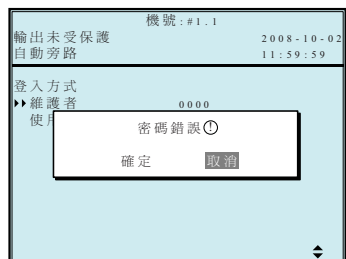 機號:#1.1
輸出未受保護 2008-10-02
自動旁路 11:59:59
登入方式
維護者 0000
使用
密碼錯誤!
確定 取消